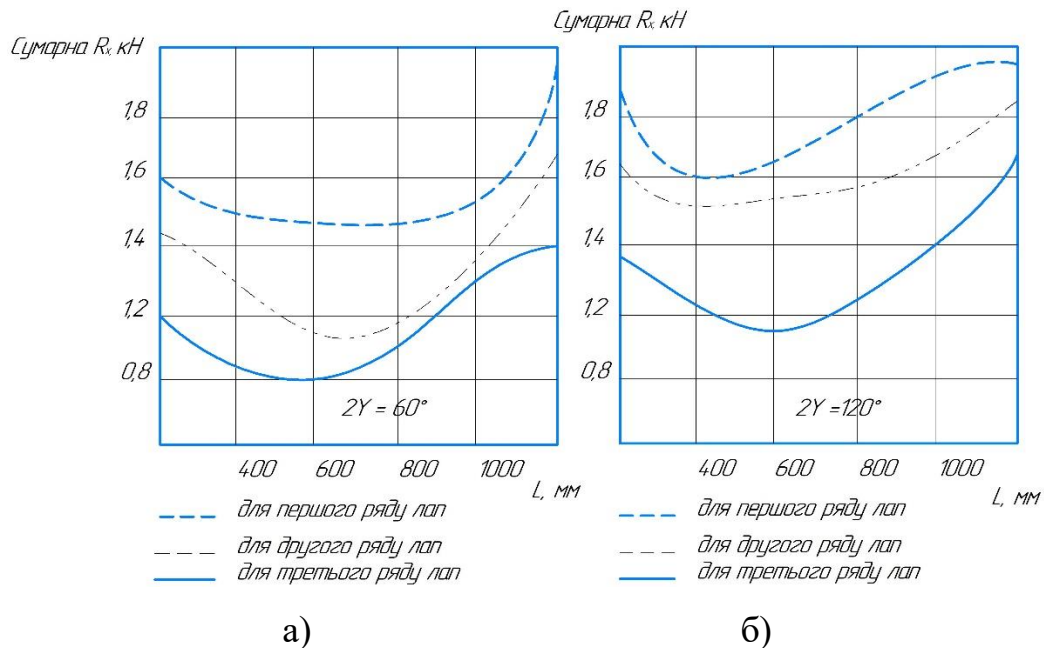 Сумарна Rₓ, кН
1,8
1,6
1,4
1,2
0,8
2Y = 60°
400 600 800 1000
L, мм
для першого ряду лап
для другого ряду лап
для третього ряду лап
а)
Сумарна Rₓ, кН
1,8
1,6
1,4
1,2
0,8
2Y =120°
400 600 800 1000
L, мм
для першого ряду лап
для другого ряду лап
для третього ряду лап
б)